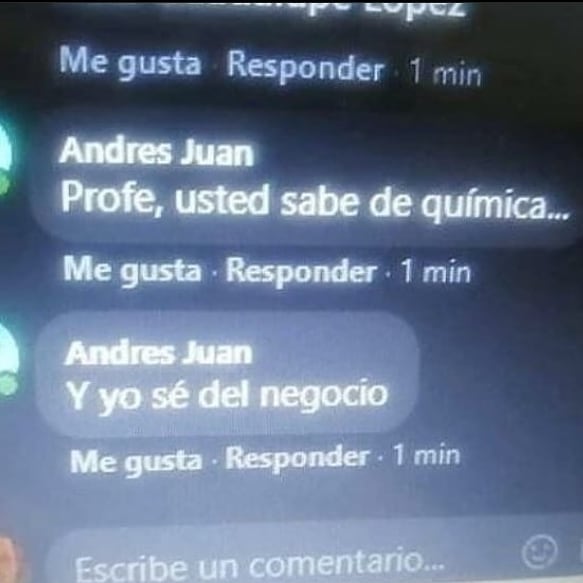 Me gusta · Responder · 1 min
Andres Juan
Profe, usted sabe de química...
Me gusta · Responder · 1 min
Andres Juan
Y yo sé del negocio
Me gusta · Responder · 1 min
Escribe un comentario...